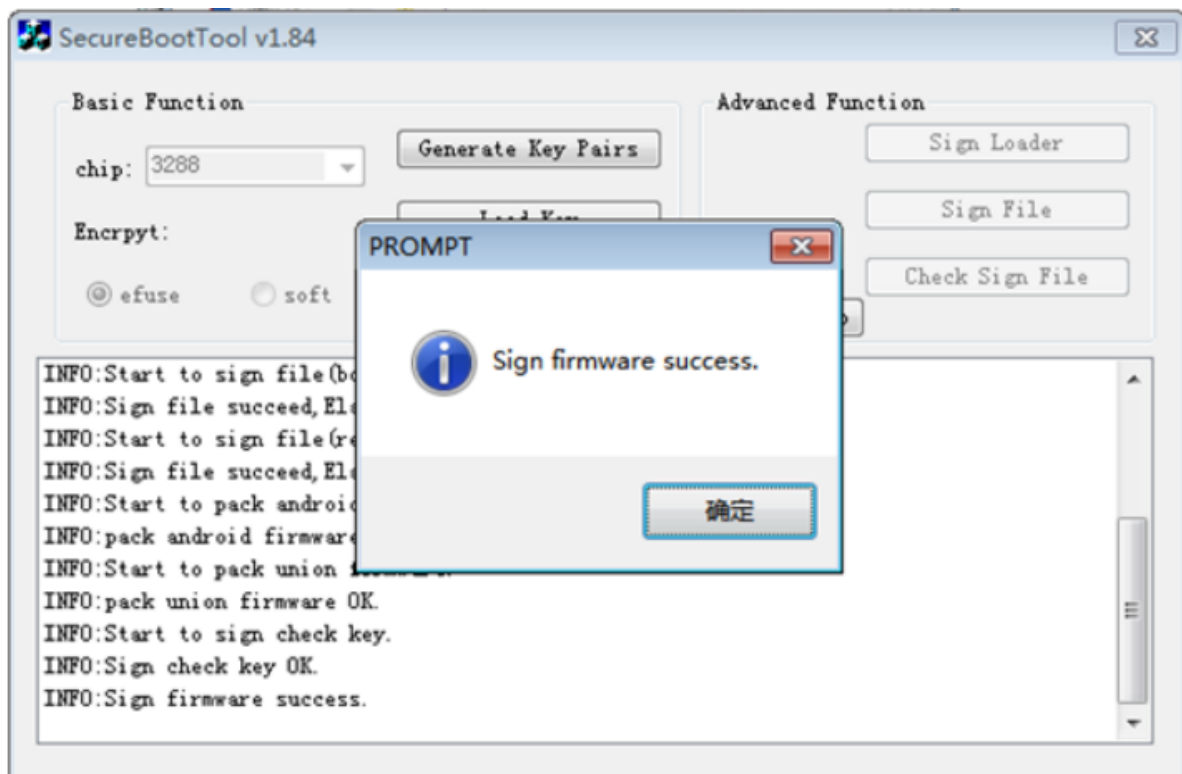 SecureBootTool v1.84
Basic Function
chip: 3288
Generate Key Pairs
Encrpyt:
efuse
soft
Advanced Function
Sign Loader
Sign File
Check Sign File
PROMPT
Sign firmware success.
确定
INFO:Start to sign file(
INFO:Sign file succeed,
INFO:Start to sign file(
INFO:Sign file succeed,
INFO:Start to pack
INFO:pack android firmware
INFO:Start to pack union
INFO:pack union firmware OK.
INFO:Start to sign check key.
INFO:Sign check key OK.
INFO:Sign firmware success.